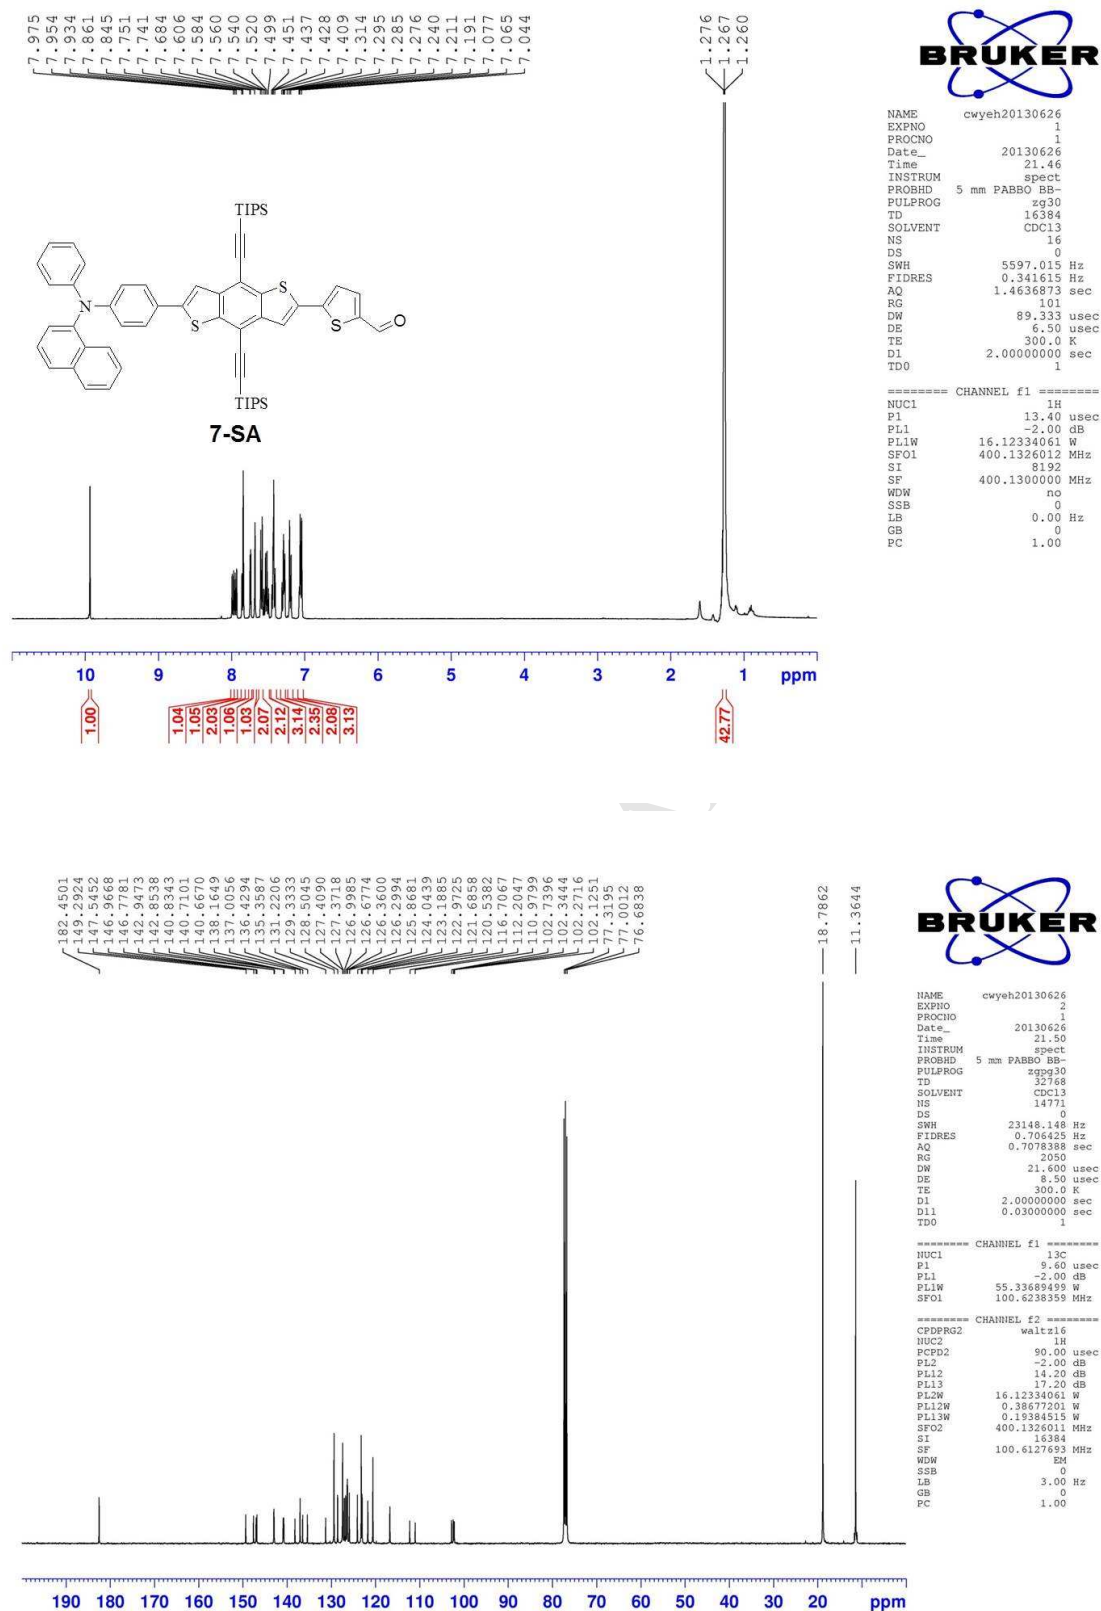 7.975
7.954
7.934
7.861
7.845
7.751
7.741
7.684
7.606
7.584
7.560
7.540
7.520
7.499
7.451
7.437
7.428
7.409
7.314
7.295
7.285
7.276
7.240
7.211
7.191
7.077
7.065
7.044
1.276
1.267
1.260
BRUKER
NAME cwyeh20130626
EXPNO 1
PROCNO 1
Date_ 20130626
Time 21.46
INSTRUM spect
PROBHD 5 mm PABBO BB-
PULPROG zg30
TD 16384
SOLVENT CDCl3
NS 16
DS 0
SWH 5597.015 Hz
FIDRES 0.341615 Hz
AQ 1.4636873 sec
RG 101
DW 89.333 usec
DE 6.50 usec
TE 300.0 K
D1 2.00000000 sec
TD0 1
======== CHANNEL f1 ========
NUC1 1H
P1 13.40 usec
PL1 -2.00 dB
PL1W 16.12334061 W
SFO1 400.1326012 MHz
SI 8192
SF 400.1300000 MHz
WDW no
SSB 0
LB 0.00 Hz
GB 0
PC 1.00
TIPS
S
N
S
S
O
TIPS
7-SA
10 9 8 7 6 5 4 3 2 1 ppm
1.00
1.04
1.05
2.03
1.06
1.03
2.07
2.12
3.14
2.35
2.08
3.13
42.77
182.4501
149.2924
147.5452
146.9668
146.7781
142.9473
142.8538
140.8343
140.7101
140.6670
138.1649
137.0056
136.4294
135.3587
131.2206
129.3333
128.5045
127.4090
127.3718
126.9985
126.6774
126.3600
126.2994
125.8681
124.0439
123.1885
122.9725
121.6858
120.5382
116.7067
112.2047
110.9799
102.7396
102.3444
102.2716
102.1251
77.3195
77.0012
76.6838
18.7862
11.3644
BRUKER
NAME cwyeh20130626
EXPNO 2
PROCNO 1
Date_ 20130626
Time 21.50
INSTRUM spect
PROBHD 5 mm PABBO BB-
PULPROG zgpg30
TD 32768
SOLVENT CDCl3
NS 14771
DS 0
SWH 23148.148 Hz
FIDRES 0.706425 Hz
AQ 0.7078388 sec
RG 2050
DW 21.600 usec
DE 8.50 usec
TE 300.0 K
D1 2.00000000 sec
D11 0.03000000 sec
TD0 1
======== CHANNEL f1 ========
NUC1 13C
P1 9.60 usec
PL1 -2.00 dB
PL1W 55.33689499 W
SFO1 100.6238359 MHz
======== CHANNEL f2 ========
CPDPRG2 waltz16
NUC2 1H
PCPD2 90.00 usec
PL2 -2.00 dB
PL12 14.20 dB
PL13 17.20 dB
PL2W 16.12334061 W
PL12W 0.38677201 W
PL13W 0.19384515 W
SFO2 400.1326011 MHz
SI 16384
SF 100.6127693 MHz
WDW EM
SSB 0
LB 3.00 Hz
GB 0
PC 1.00
190 180 170 160 150 140 130 120 110 100 90 80 70 60 50 40 30 20 ppm